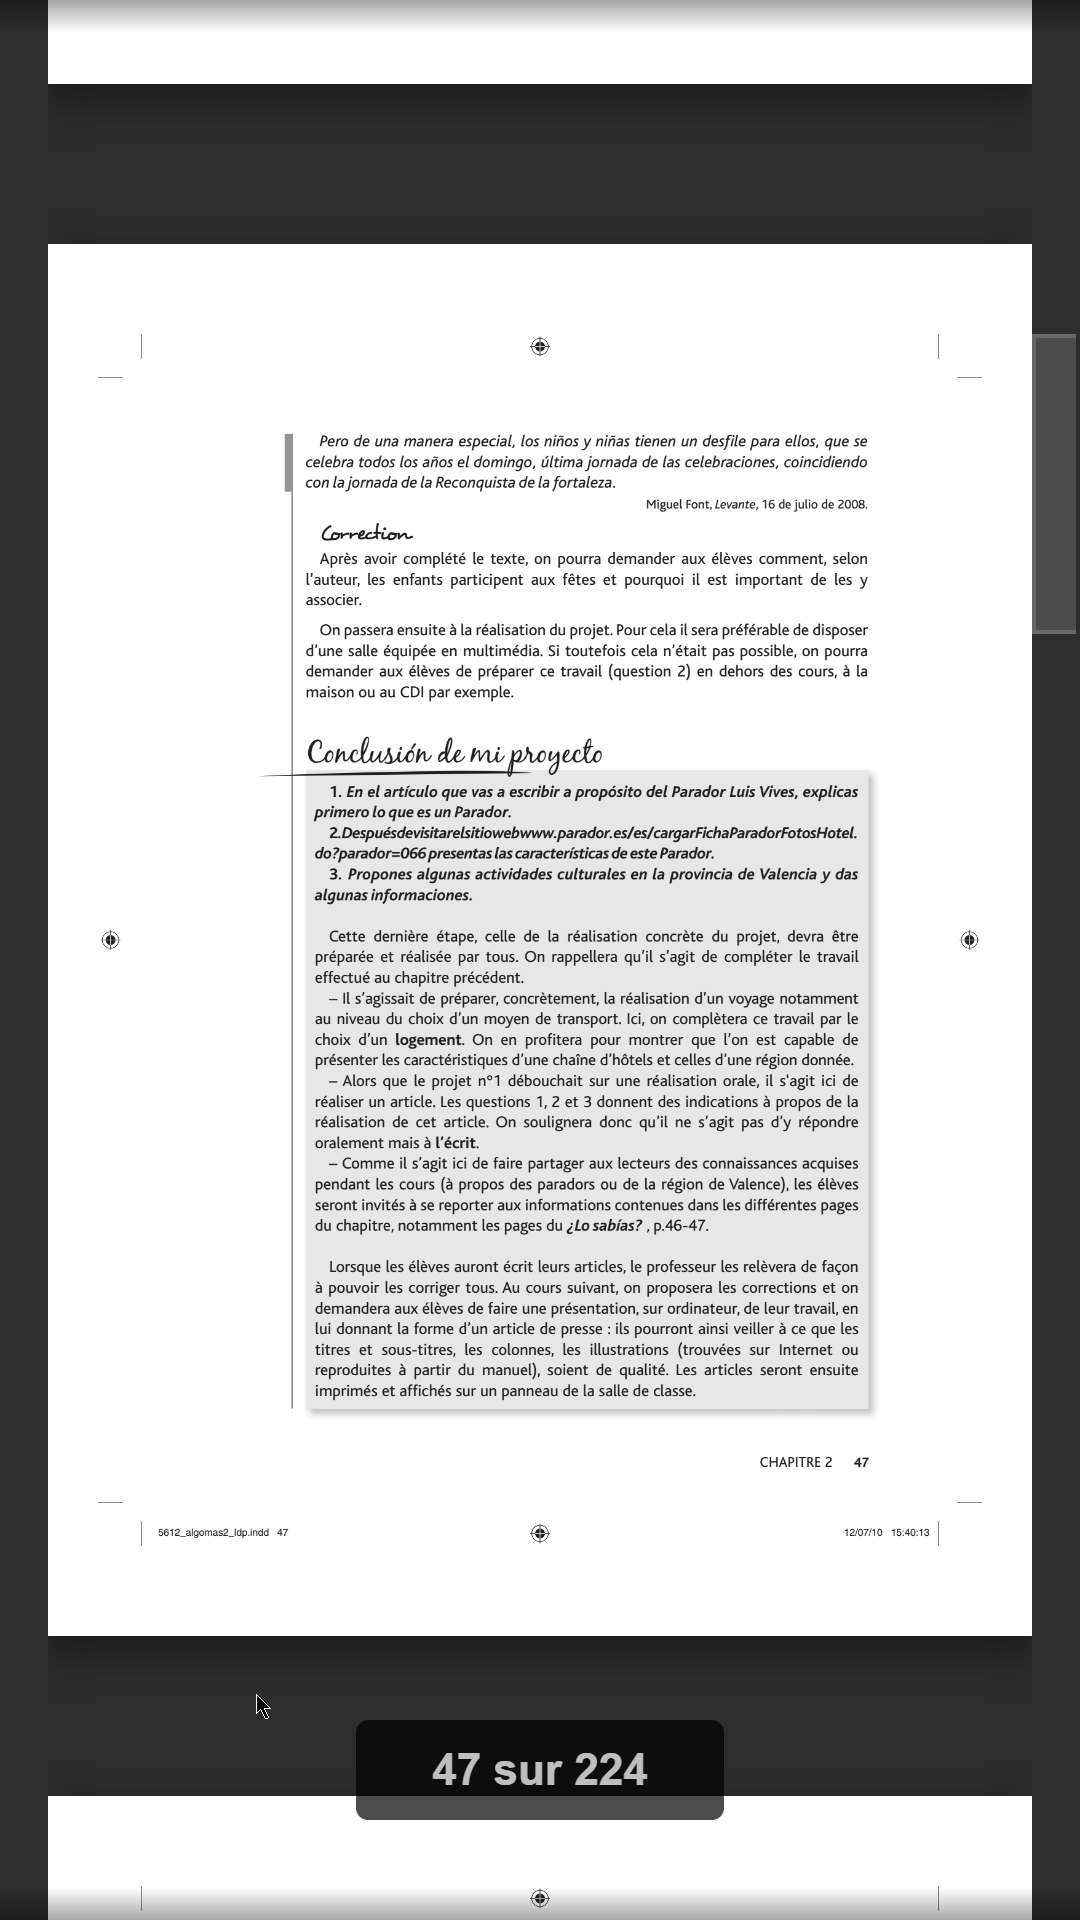 Pero de una manera especial, los niños y niñas tienen un desfile para ellos, que se
celebra todos los años el domingo, última jornada de las celebraciones, coincidiendo
con la jornada de la Reconquista de la fortaleza.
Miguel Font, Levante, 16 de julio de 2008.
Correction
Après avoir complété le texte, on pourra demander aux élèves comment, selon
l'auteur, les enfants participent aux fêtes et pourquoi il est important de les y
associer.
On passera ensuite à la réalisation du projet. Pour cela il sera préférable de disposer
d'une salle équipée en multimédia. Si toutefois cela n'était pas possible, on pourra
demander aux élèves de préparer ce travail (question 2) en dehors des cours, à la
maison ou au CDI par exemple.
Conclusión de mi proyecto
1. En el artículo que vas a escribir a propósito del Parador Luis Vives, explicas
primero lo que es un Parador.
2.Despuésdevisitarelsitiowebwww.parador.es/es/cargarFichaParadorFotosHotel.
do?parador=066 presentas las características de este Parador.
3. Propones algunas actividades culturales en la provincia de Valencia y das
algunas informaciones.
Cette dernière étape, celle de la réalisation concrète du projet, devra être
préparée et réalisée par tous. On rappellera qu'il s'agit de compléter le travail
effectué au chapitre précédent.
– Il s'agissait de préparer, concrètement, la réalisation d'un voyage notamment
au niveau du choix d'un moyen de transport. Ici, on complètera ce travail par le
choix d'un logement. On en profitera pour montrer que l'on est capable de
présenter les caractéristiques d'une chaîne d'hôtels et celles d'une région donnée.
– Alors que le projet n°1 débouchait sur une réalisation orale, il s'agit ici de
réaliser un article. Les questions 1, 2 et 3 donnent des indications à propos de la
réalisation de cet article. On soulignera donc qu'il ne s'agit pas d'y répondre
oralement mais à l'écrit.
– Comme il s'agit ici de faire partager aux lecteurs des connaissances acquises
pendant les cours (à propos des paradors ou de la région de Valence), les élèves
seront invités à se reporter aux informations contenues dans les différentes pages
du chapitre, notamment les pages du ¿Lo sabías? , p.46-47.
Lorsque les élèves auront écrit leurs articles, le professeur les relèvera de façon
à pouvoir les corriger tous. Au cours suivant, on proposera les corrections et on
demandera aux élèves de faire une présentation, sur ordinateur, de leur travail, en
lui donnant la forme d'un article de presse : ils pourront ainsi veiller à ce que les
titres et sous-titres, les colonnes, les illustrations (trouvées sur Internet ou
reproduites à partir du manuel), soient de qualité. Les articles seront ensuite
imprimés et affichés sur un panneau de la salle de classe.
CHAPITRE 2 47
5612_algomas2_ldp.indd 47
12/07/10 15:40:13
47 sur 224